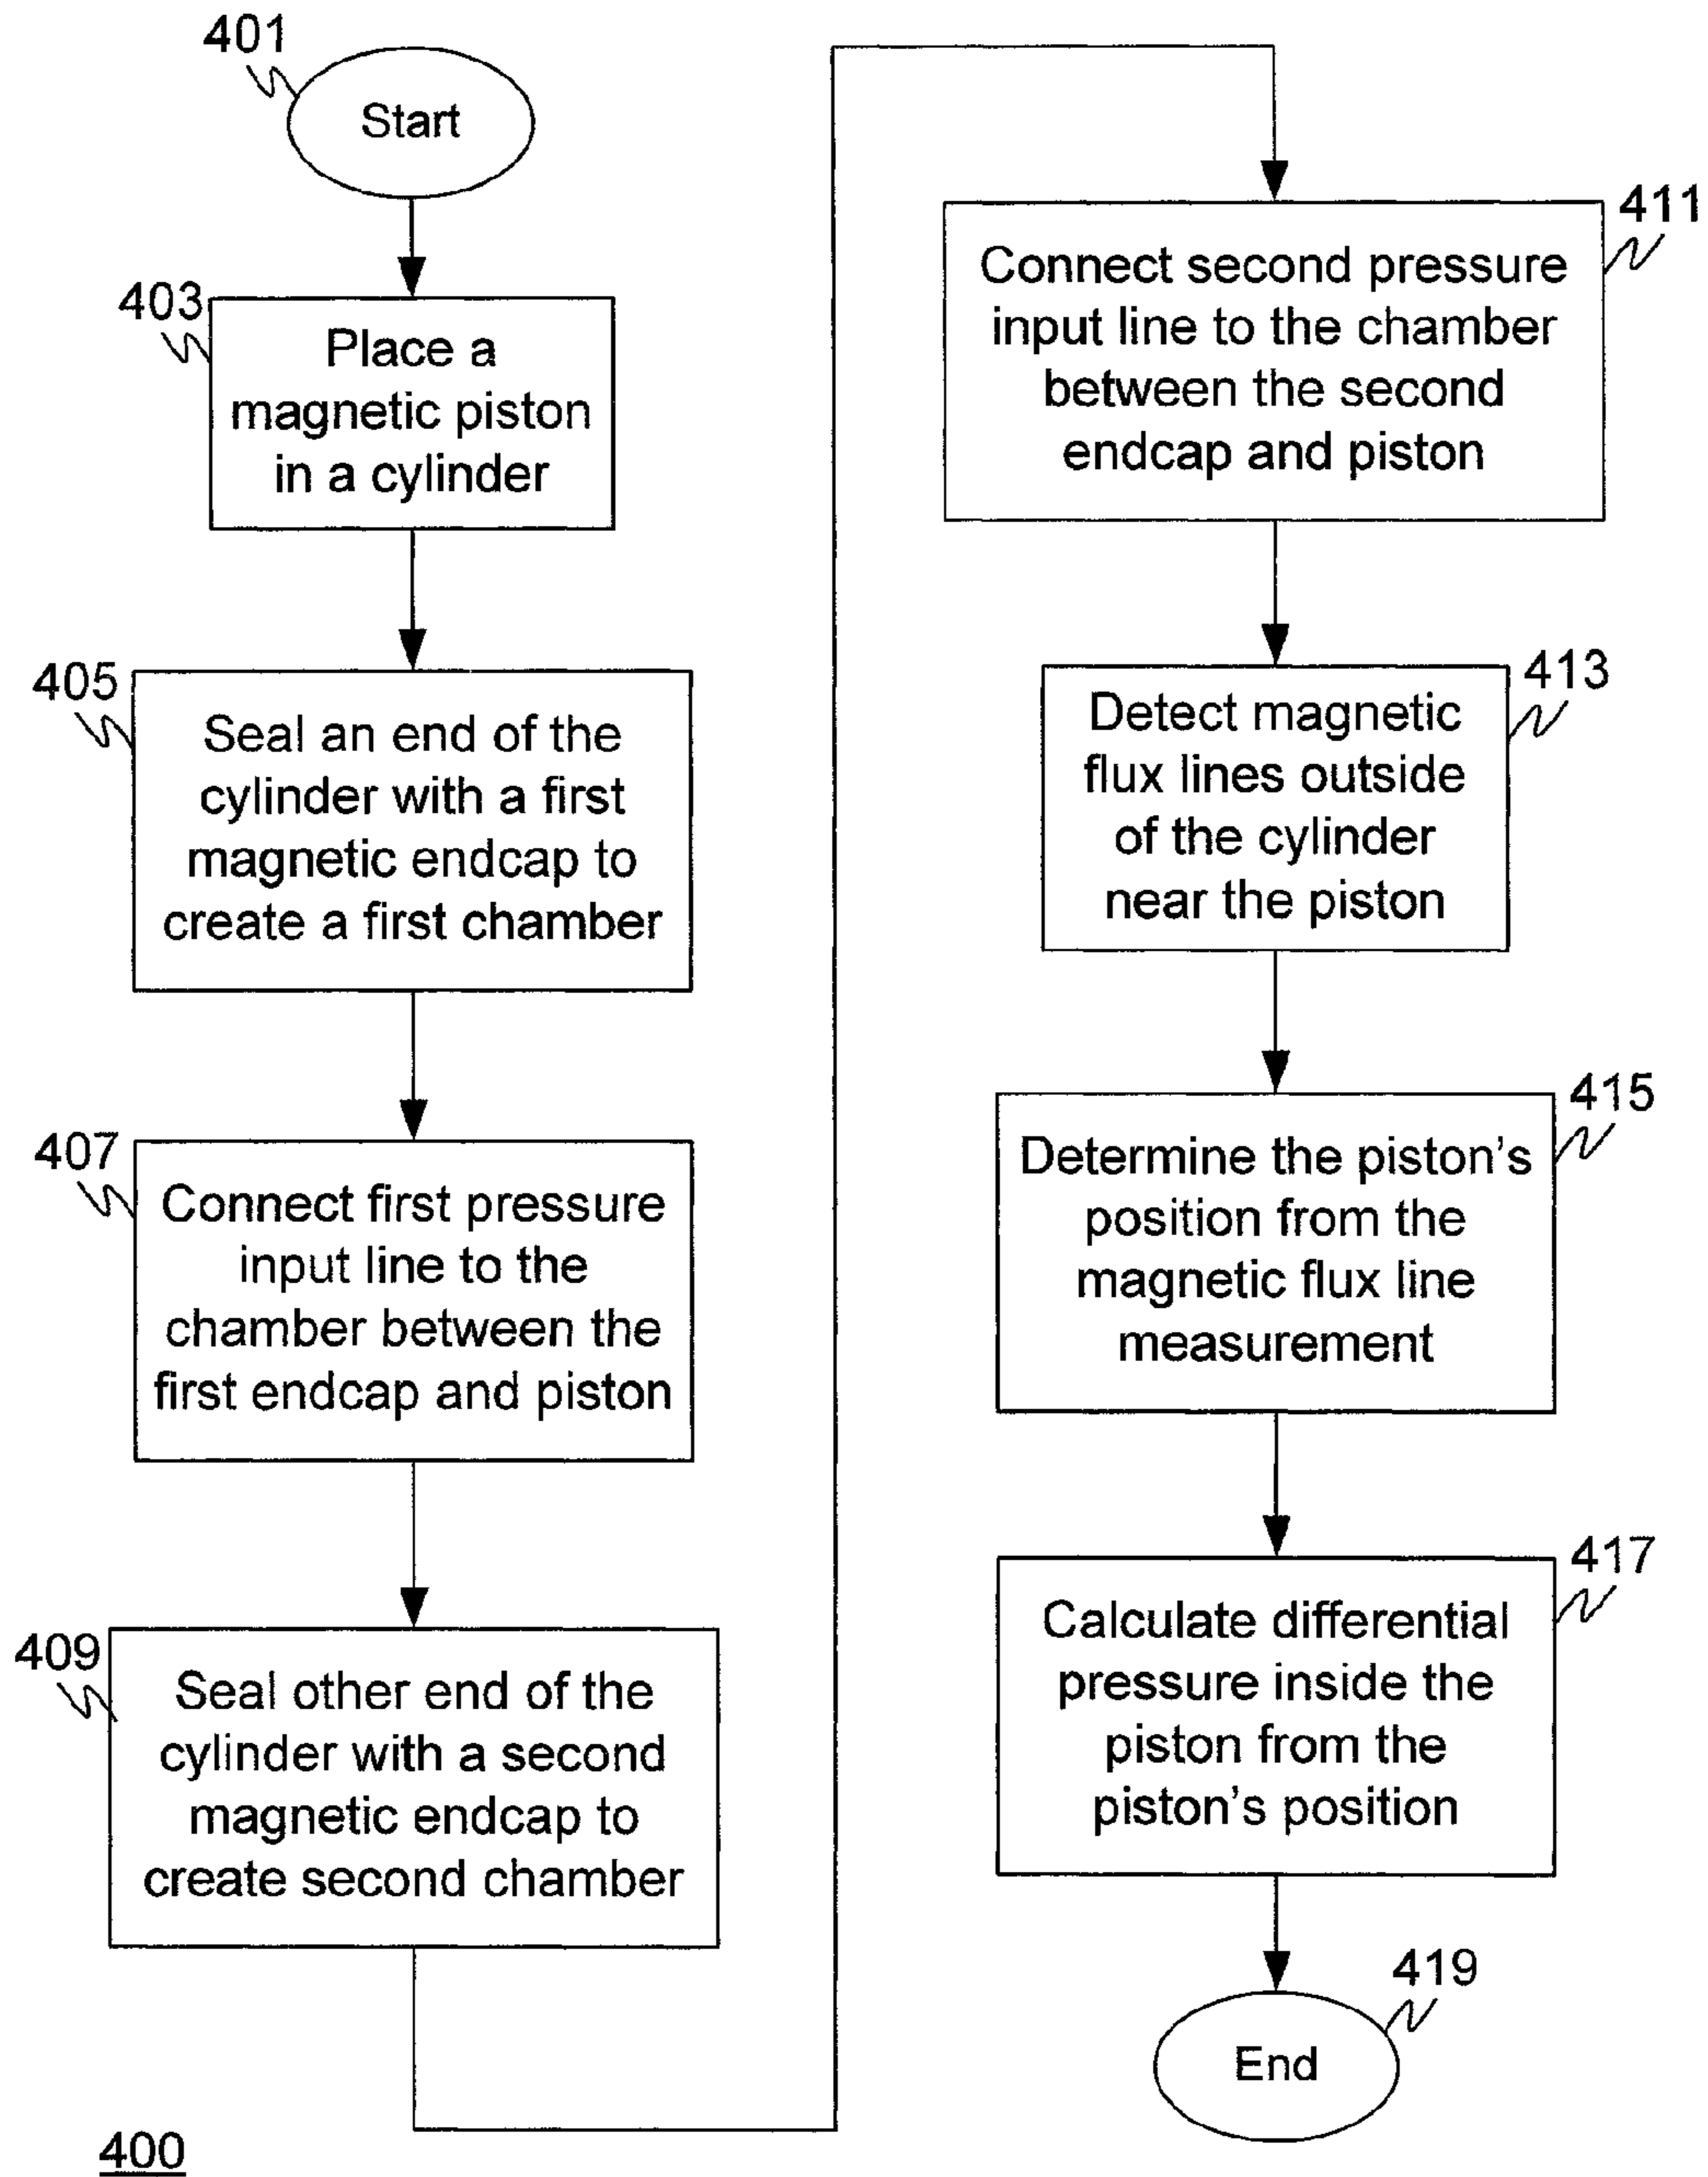 401
Start
403
Place a
magnetic piston
in a cylinder
405
Seal an end of the
cylinder with a first
magnetic endcap to
create a first chamber
407
Connect first pressure
input line to the
chamber between the
first endcap and piston
409
Seal other end of the
cylinder with a second
magnetic endcap to
create second chamber
411
Connect second pressure
input line to the chamber
between the second
endcap and piston
413
Detect magnetic
flux lines outside
of the cylinder
near the piston
415
Determine the piston's
position from the
magnetic flux line
measurement
417
Calculate differential
pressure inside the
piston from the
piston's position
419
End
400